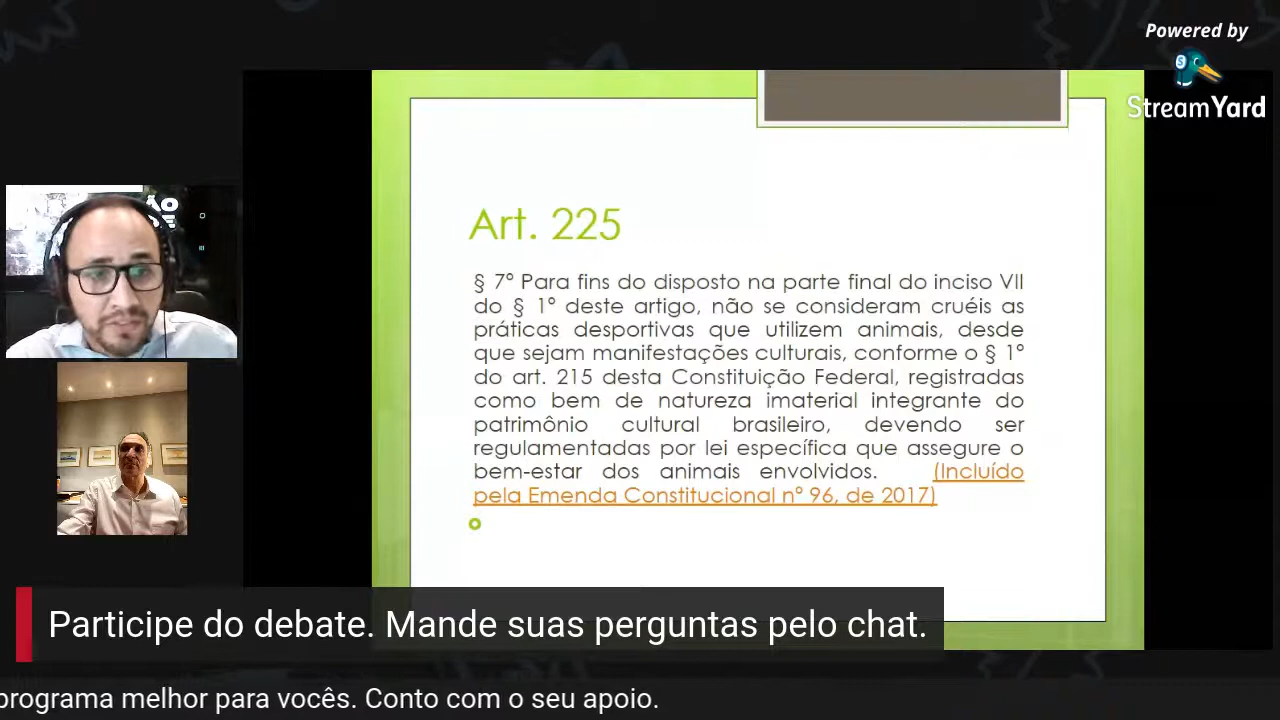 Powered by
StreamYard
ÃO
Art. 225
§ 7º Para fins do disposto na parte final do inciso VII
do § 1º deste artigo, não se consideram cruéis as
práticas desportivas que utilizem animais, desde
que sejam manifestações culturais, conforme o § 1º
do art. 215 desta Constituição Federal, registradas
como bem de natureza imaterial integrante do
patrimônio cultural brasileiro, devendo ser
regulamentadas por lei específica que assegure o
bem-estar dos animais envolvidos. (Incluído
pela Emenda Constitucional nº 96, de 2017)
Participe do debate. Mande suas perguntas pelo chat.
programa melhor para vocês. Conto com o seu apoio.